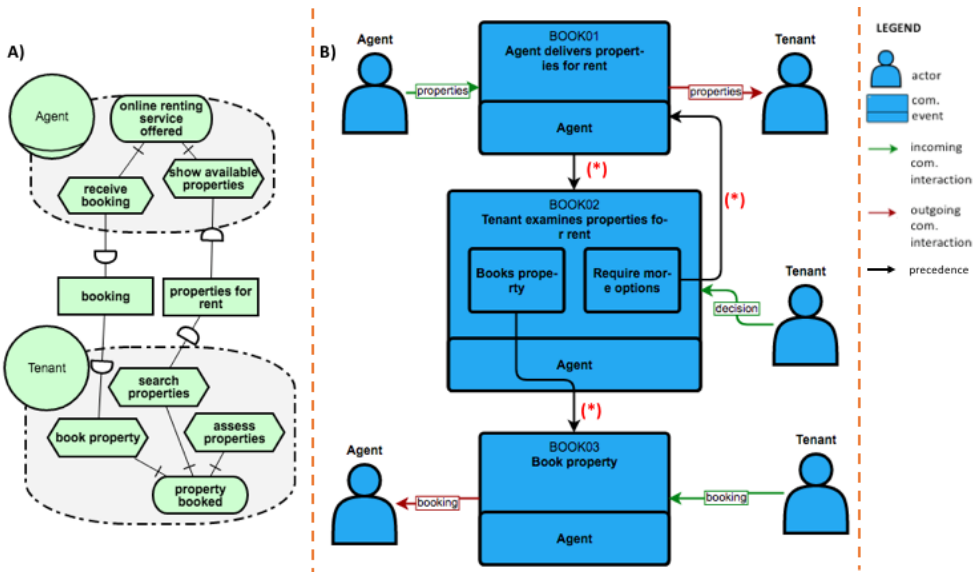 A)
Agent
online renting
service
offered
receive
booking
show available
properties
booking
properties for
rent
Tenant
search
properties
book property
assess
properties
property
booked
B)
Agent
properties
BOOK01
Agent delivers propert-
ies for rent
Agent
properties
Tenant
(*)
(*)
BOOK02
Tenant examines properties fo-
r rent
Books prope-
rty
Require mor-
e options
Agent
decision
Tenant
(*)
Agent
booking
BOOK03
Book property
Agent
booking
Tenant
LEGEND
actor
com.
event
incoming
com.
interaction
outgoing
com.
interaction
precedence